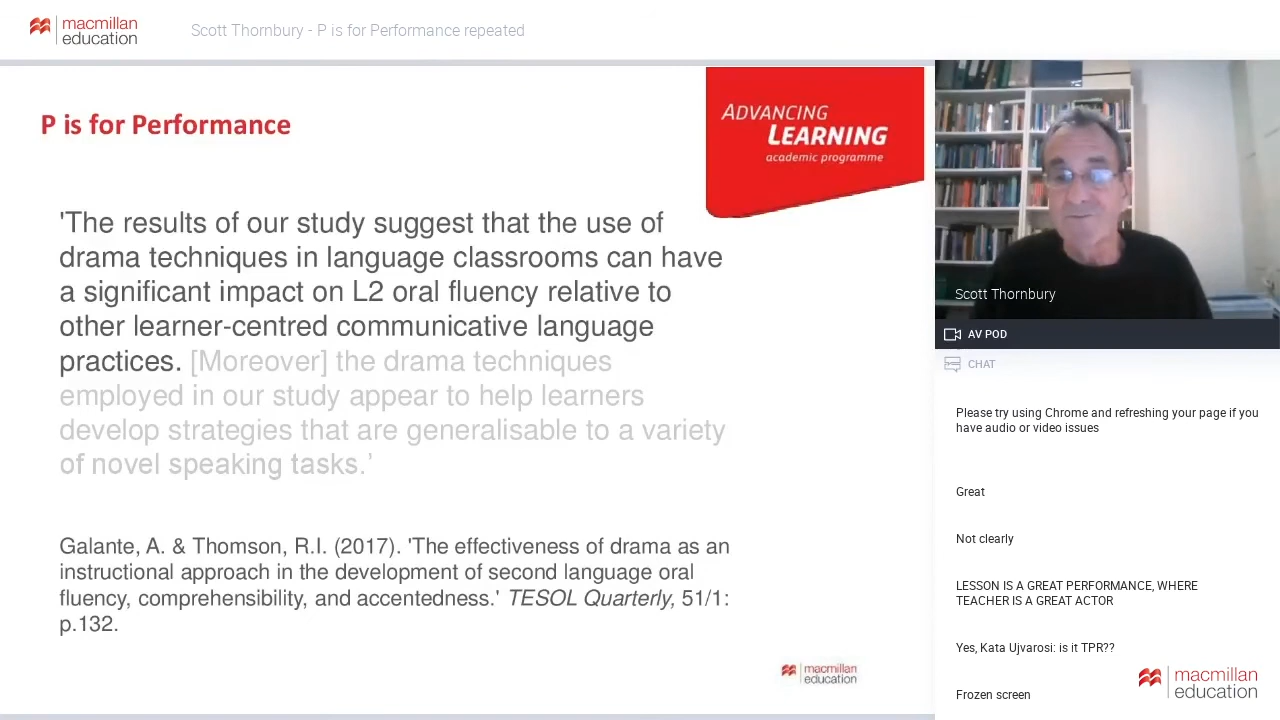 macmillan
education
Scott Thornbury - P is for Performance repeated
P is for Performance
ADVANCING
LEARNING
academic programme
'The results of our study suggest that the use of
drama techniques in language classrooms can have
a significant impact on L2 oral fluency relative to
other learner-centred communicative language
practices. [Moreover] the drama techniques
employed in our study appear to help learners
develop strategies that are generalisable to a variety
of novel speaking tasks.'
Galante, A. & Thomson, R.I. (2017). 'The effectiveness of drama as an
instructional approach in the development of second language oral
fluency, comprehensibility, and accentedness.' TESOL Quarterly, 51/1:
p.132.
macmillan
education
Scott Thornbury
AV POD
CHAT
Please try using Chrome and refreshing your page if you
have audio or video issues
Great
Not clearly
LESSON IS A GREAT PERFORMANCE, WHERE
TEACHER IS A GREAT ACTOR
Yes, Kata Ujvarosi: is it TPR??
Frozen screen
macmillan
education